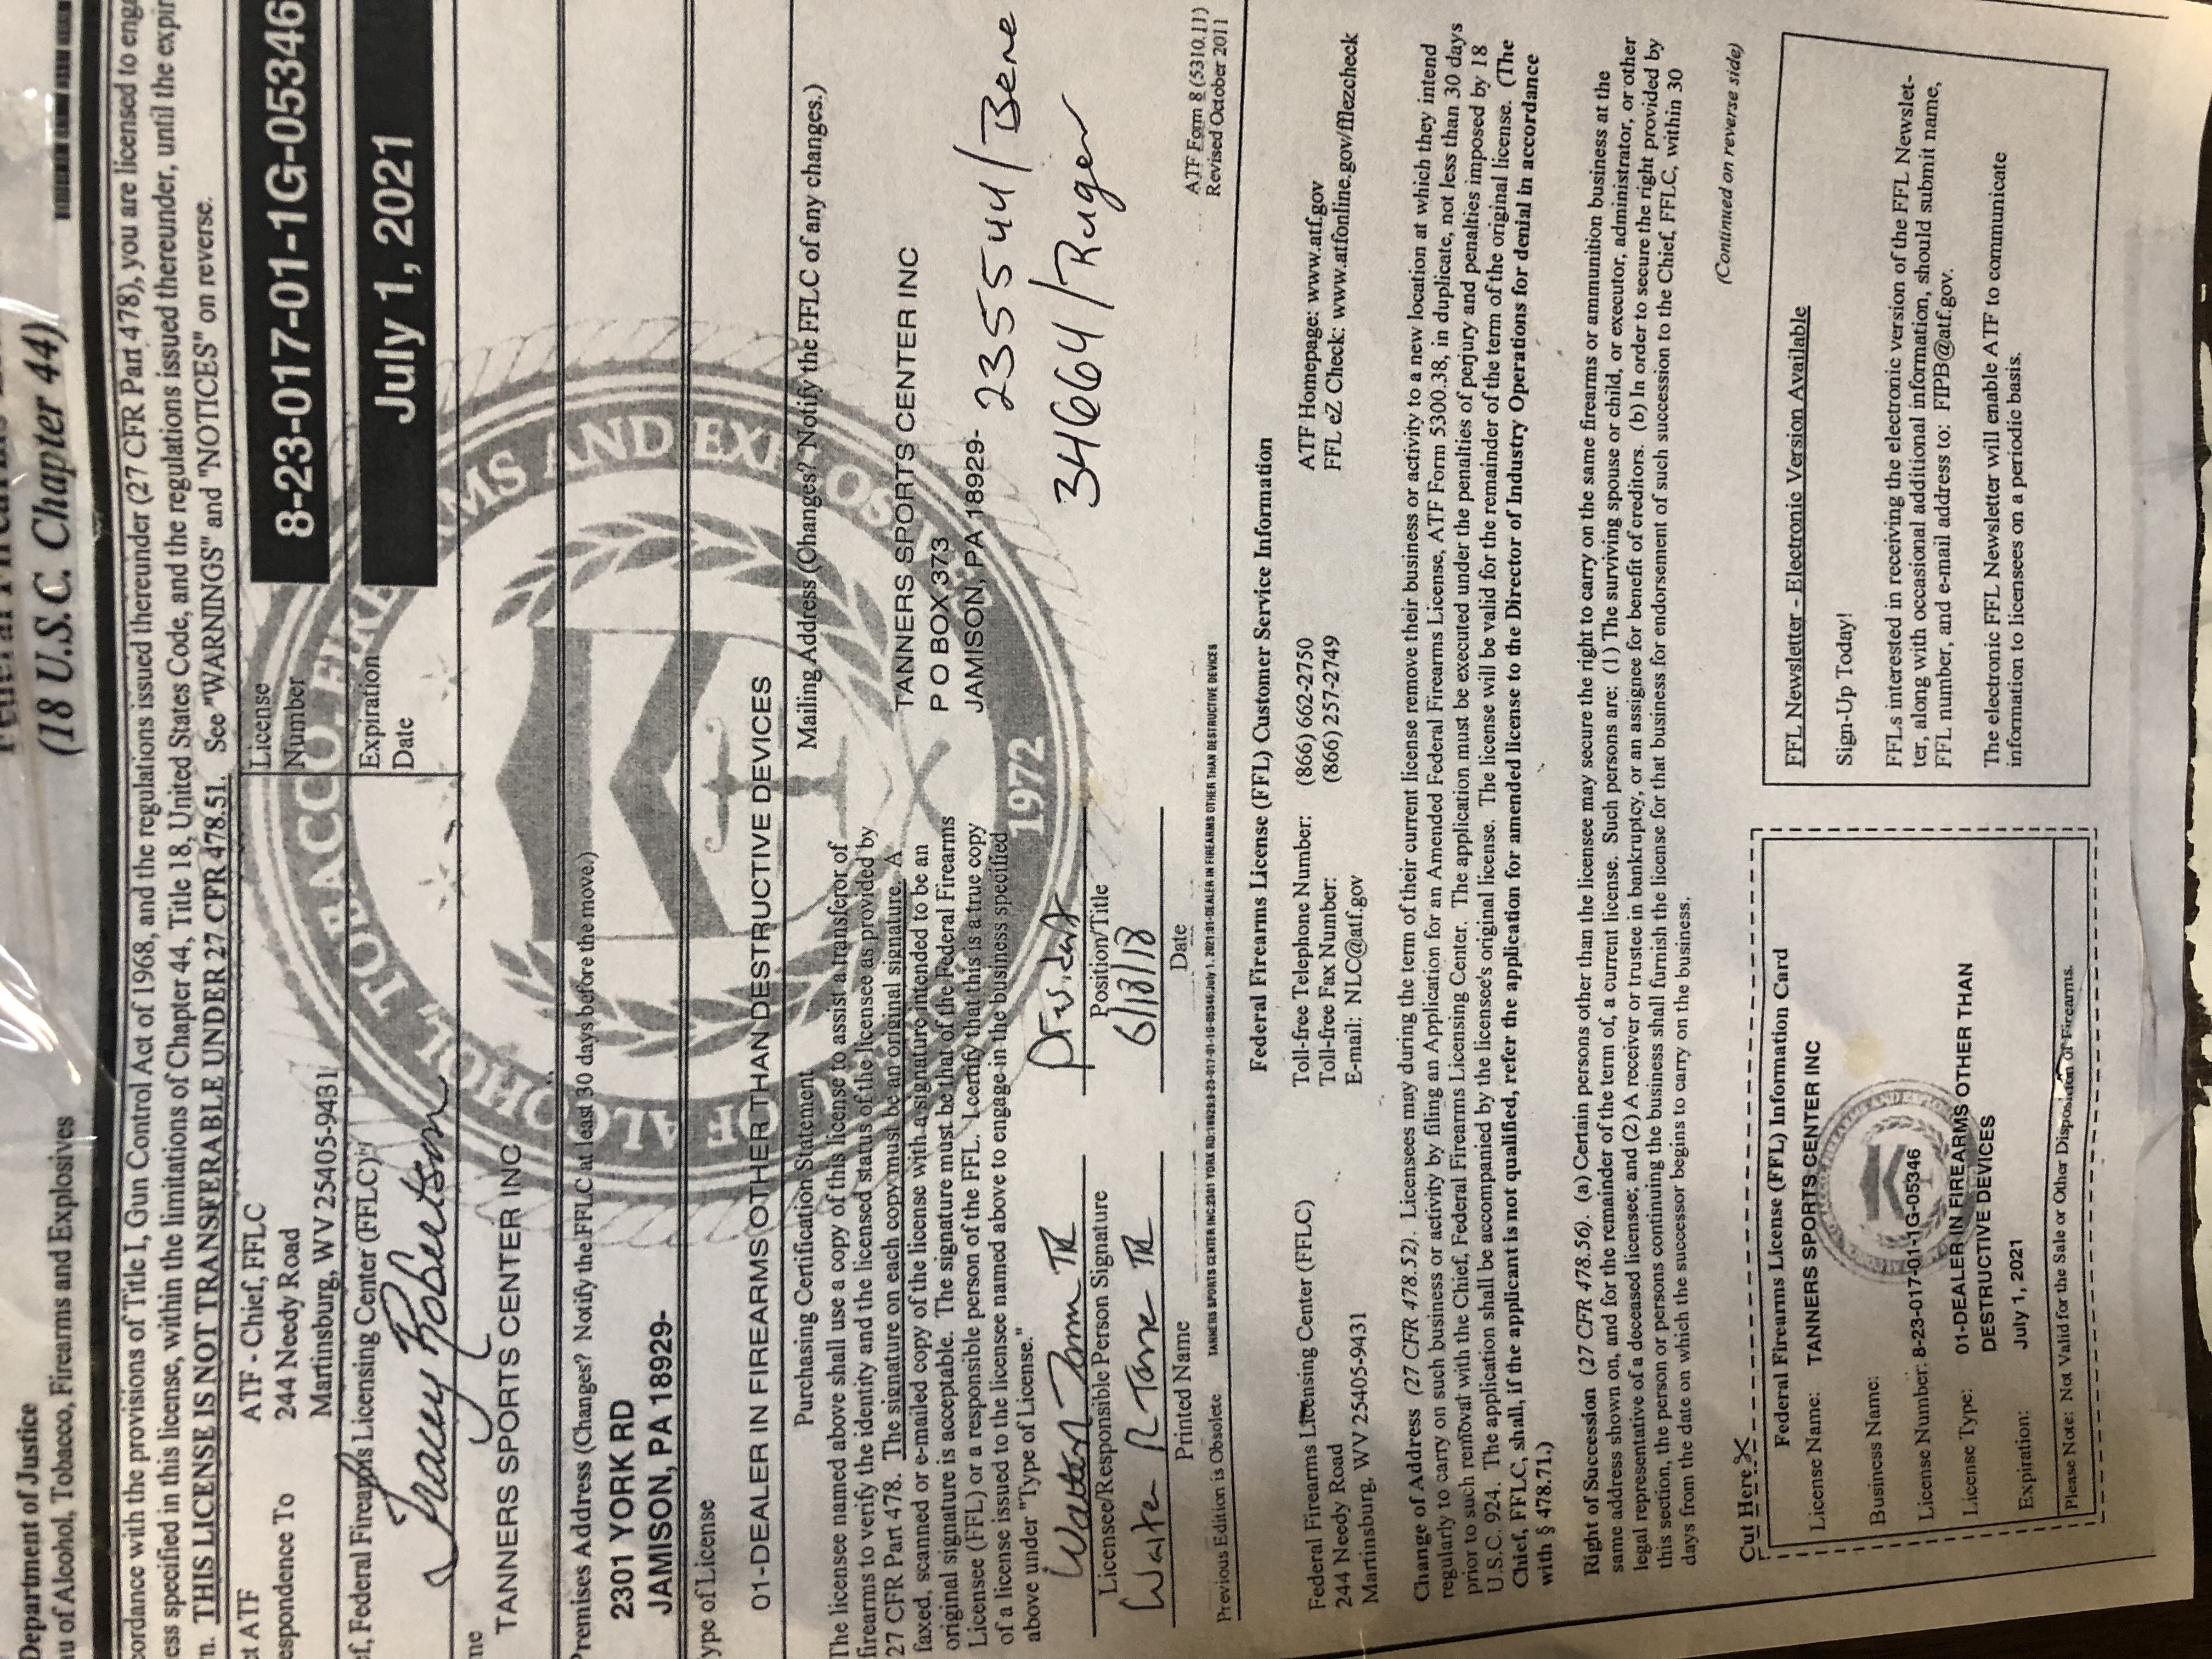 Department of Justice
au of Alcohol, Tobacco, Firearms and Explosives
Federal Firearms
(18 U.S.C. Chapter 44)
cordance with the provisions of Title I, Gun Control Act of 1968, and the regulations issued thereunder (27 CFR Part 478), you are licensed to enga
ess specified in this license, within the limitations of Chapter 44, Title 18, United States Code, and the regulations issued thereunder, until the expir
n. THIS LICENSE IS NOT TRANSFERABLE UNDER 27 CFR 478.51. See "WARNINGS" and "NOTICES" on reverse.
ct ATF
espondence To
ATF - Chief, FFLC
244 Needy Road
Martinsburg, WV 25405-9431
License
Number
8-23-017-01-1G-05346
ef, Federal Firearms Licensing Center (FFLC)
Tracey Robertson
Expiration
Date
July 1, 2021
me
TANNERS SPORTS CENTER INC
Premises Address (Changes? Notify the FFLC at least 30 days before the move.)
2301 YORK RD
JAMISON, PA 18929-
ype of License
01-DEALER IN FIREARMS OTHER THAN DESTRUCTIVE DEVICES
Purchasing Certification Statement
The licensee named above shall use a copy of this license to assist a transferor of
firearms to verify the identity and the licensed status of the licensee as provided by
27 CFR Part 478. The signature on each copy must be an original signature. A
faxed, scanned or e-mailed copy of the license with a signature intended to be an
original signature is acceptable. The signature must be that of the Federal Firearms
Licensee (FFL) or a responsible person of the FFL. I certify that this is a true copy
of a license issued to the licensee named above to engage in the business specified
above under "Type of License."
Mailing Address (Changes? Notify the FFLC of any changes.)
TANNERS SPORTS CENTER INC
P O BOX 373
JAMISON, PA 18929-
235544/Bene
34664/Ruger
1972
President
Licensee/Responsible Person Signature
Position/Title
Walter R
6/18/18
Printed Name
Date
ATF Form 8 (5310.11)
Revised October 2011
Previous Edition is Obsolete
TANNERS SPORTS CENTER INC:2301 YORK RD:18929:8-23-017-01-1G-05346:July 1, 2021:01-DEALER IN FIREARMS OTHER THAN DESTRUCTIVE DEVICES
Federal Firearms License (FFL) Customer Service Information
Federal Firearms Licensing Center (FFLC)
244 Needy Road
Martinsburg, WV 25405-9431
Toll-free Telephone Number: (866) 662-2750
Toll-free Fax Number: (866) 257-2749
E-mail: NLC@atf.gov
ATF Homepage: www.atf.gov
FFL eZ Check: www.atfonline.gov/fflezcheck
Change of Address (27 CFR 478.52). Licensees may during the term of their current license remove their business or activity to a new location at which they intend
regularly to carry on such business or activity by filing an Application for an Amended Federal Firearms License, ATF Form 5300.38, in duplicate, not less than 30 days
prior to such removal with the Chief, Federal Firearms Licensing Center. The application must be executed under the penalties of perjury and penalties imposed by 18
U.S.C. 924. The application shall be accompanied by the licensee's original license. The license will be valid for the remainder of the term of the original license. (The
Chief, FFLC, shall, if the applicant is not qualified, refer the application for amended license to the Director of Industry Operations for denial in accordance
with § 478.71.)
Right of Succession (27 CFR 478.56). (a) Certain persons other than the licensee may secure the right to carry on the same firearms or ammunition business at the
same address shown on, and for the remainder of the term of, a current license. Such persons are: (1) The surviving spouse or child, or executor, administrator, or other
legal representative of a deceased licensee; and (2) A receiver or trustee in bankruptcy, or an assignee for benefit of creditors. (b) In order to secure the right provided by
this section, the person or persons continuing the business shall furnish the license for that business for endorsement of such succession to the Chief, FFLC, within 30
days from the date on which the successor begins to carry on the business.
(Continued on reverse side)
Cut Here
Federal Firearms License (FFL) Information Card
License Name: TANNERS SPORTS CENTER INC
Business Name:
License Number: 8-23-017-01-1G-05346
License Type: 01-DEALER IN FIREARMS OTHER THAN
DESTRUCTIVE DEVICES
Expiration: July 1, 2021
Please Note: Not Valid for the Sale or Other Disposition of Firearms.
FFL Newsletter - Electronic Version Available
Sign-Up Today!
FFLs interested in receiving the electronic version of the FFL Newslet-
ter, along with occasional additional information, should submit name,
FFL number, and e-mail address to: FIPB@atf.gov.
The electronic FFL Newsletter will enable ATF to communicate
information to licensees on a periodic basis.